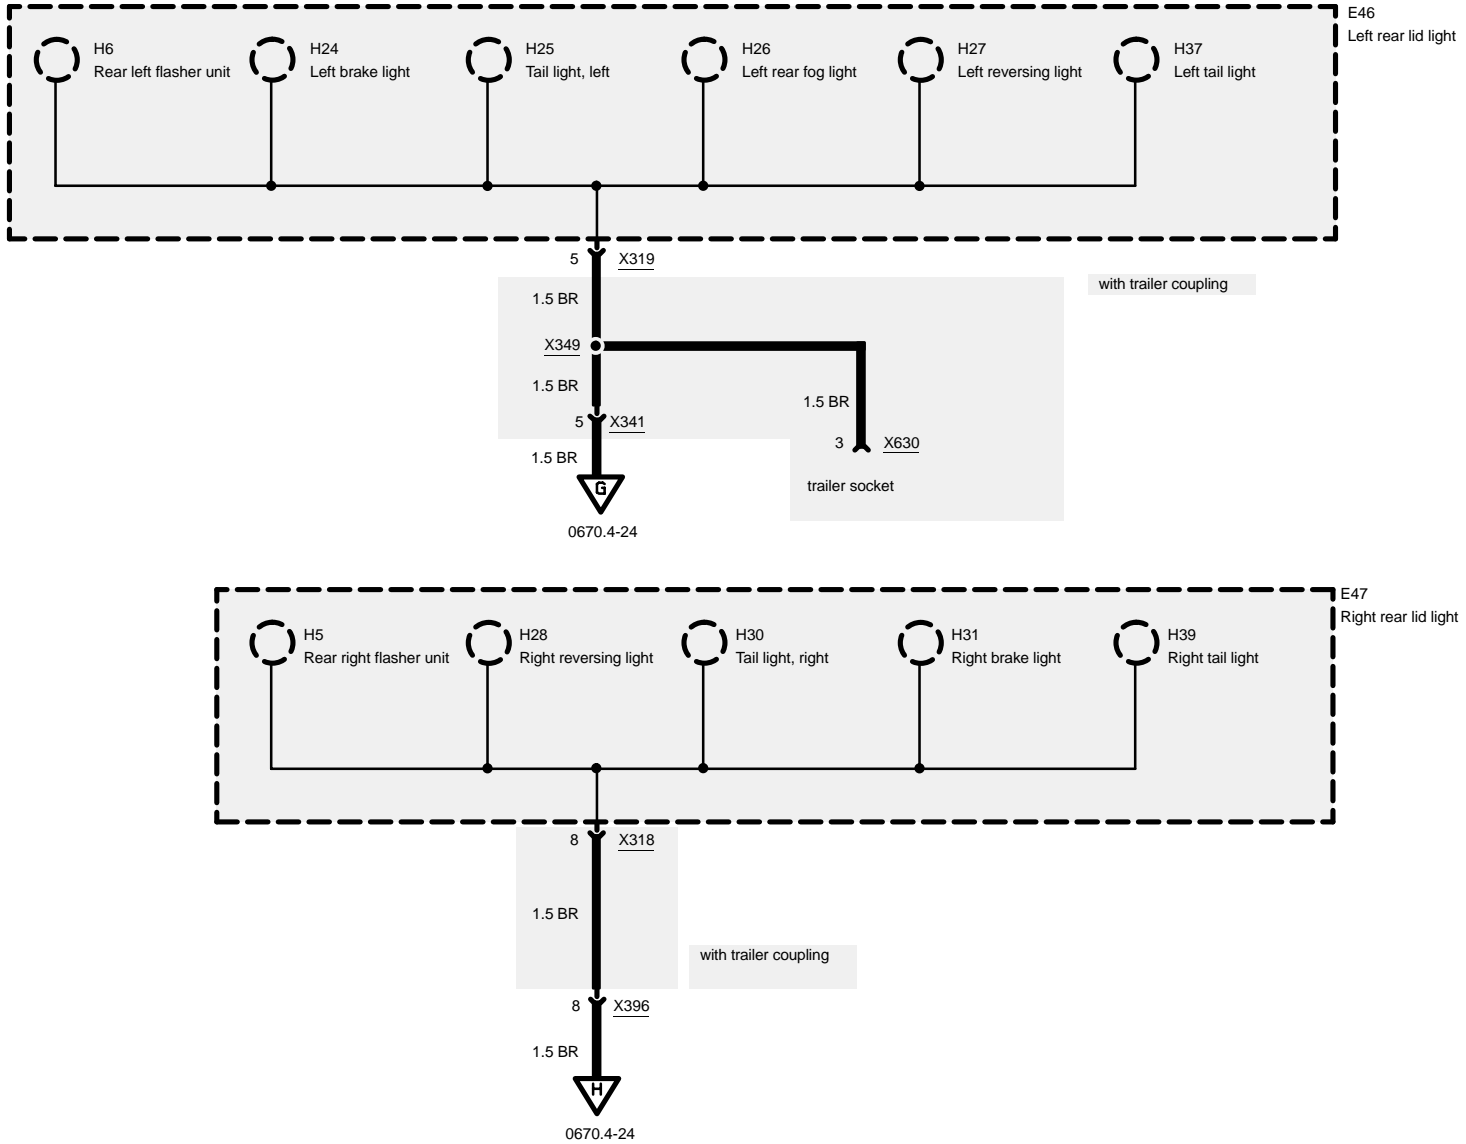 E46
Left rear lid light
H6
Rear left flasher unit
H24
Left brake light
H25
Tail light, left
H26
Left rear fog light
H27
Left reversing light
H37
Left tail light
5 X319
with trailer coupling
1.5 BR
X349
1.5 BR
1.5 BR
5 X341
3 X630
1.5 BR
trailer socket
G
0670.4-24
E47
Right rear lid light
H5
Rear right flasher unit
H28
Right reversing light
H30
Tail light, right
H31
Right brake light
H39
Right tail light
8 X318
1.5 BR
with trailer coupling
8 X396
1.5 BR
H
0670.4-24